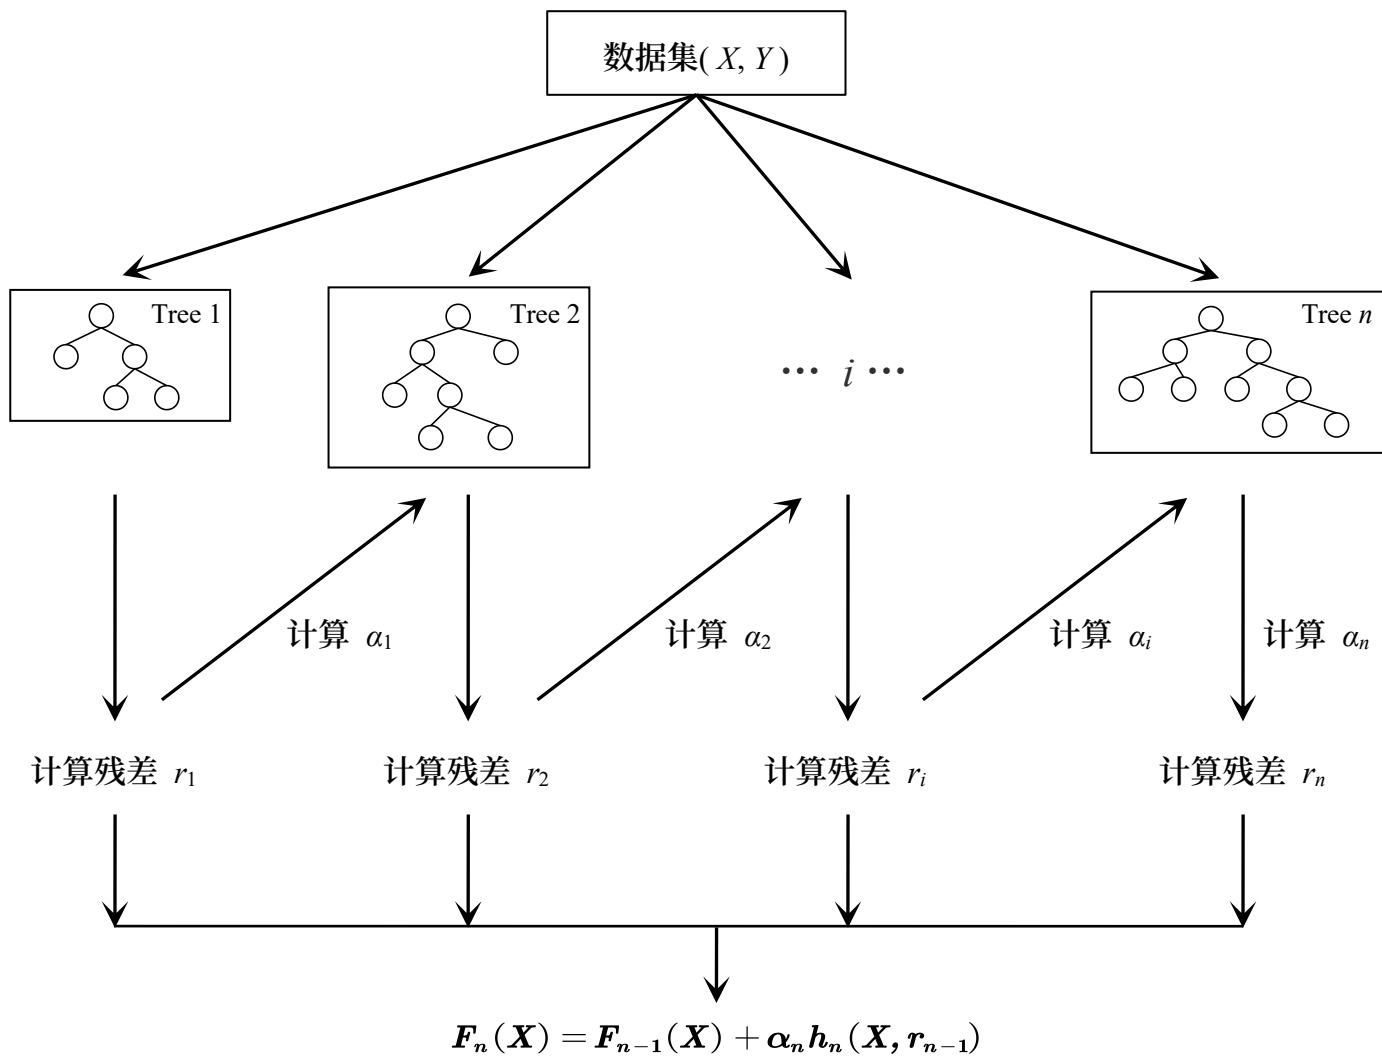 数据集( X, Y )
Tree 1
Tree 2
Tree n
··· i ···
计算 α₁
计算 α₂
计算 αᵢ
计算 αₙ
计算残差 r₁
计算残差 r₂
计算残差 rᵢ
计算残差 rₙ
Fₙ(X) = Fₙ₋₁(X) + αₙhₙ(X, rₙ₋₁)